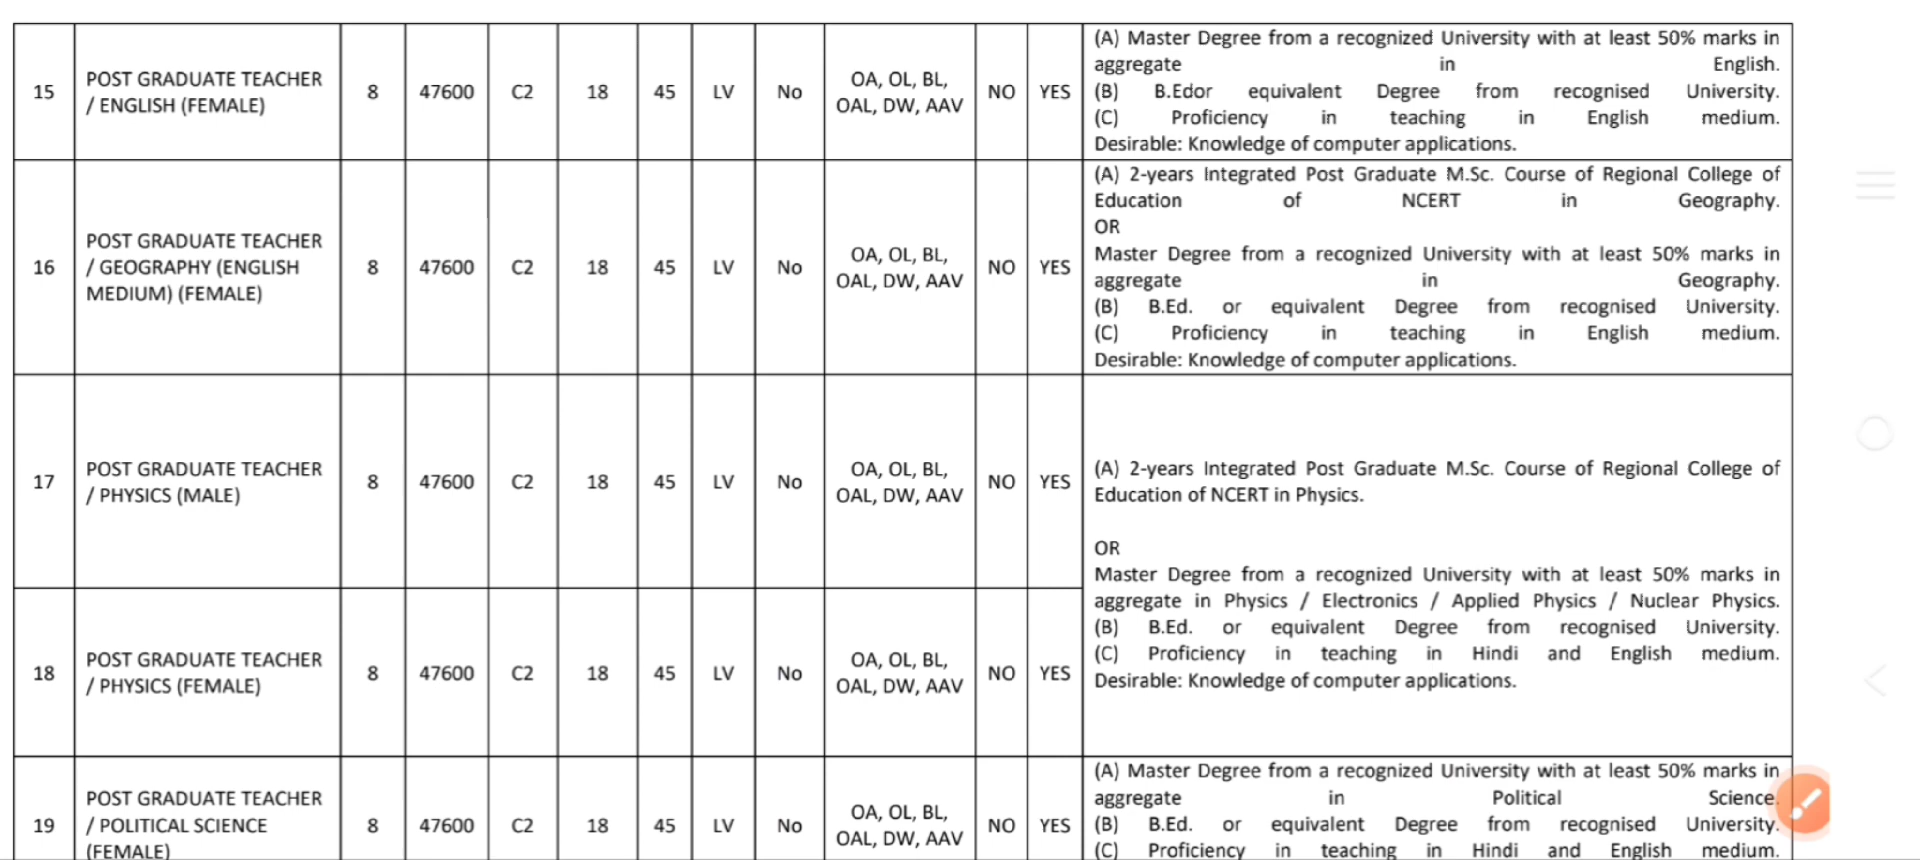 15
POST GRADUATE TEACHER
/ ENGLISH (FEMALE)
8
47600
C2
18
45
LV
No
OA, OL, BL,
OAL, DW, AAV
NO
YES
(A) Master Degree from a recognized University with at least 50% marks in
aggregate in English.
(B) B.Edor equivalent Degree from recognised University.
(C) Proficiency in teaching in English medium.
Desirable: Knowledge of computer applications.
16
POST GRADUATE TEACHER
/ GEOGRAPHY (ENGLISH
MEDIUM) (FEMALE)
8
47600
C2
18
45
LV
No
OA, OL, BL,
OAL, DW, AAV
NO
YES
(A) 2-years Integrated Post Graduate M.Sc. Course of Regional College of
Education of NCERT in Geography.
OR
Master Degree from a recognized University with at least 50% marks in
aggregate in Geography.
(B) B.Ed. or equivalent Degree from recognised University.
(C) Proficiency in teaching in English medium.
Desirable: Knowledge of computer applications.
17
POST GRADUATE TEACHER
/ PHYSICS (MALE)
8
47600
C2
18
45
LV
No
OA, OL, BL,
OAL, DW, AAV
NO
YES
(A) 2-years Integrated Post Graduate M.Sc. Course of Regional College of
Education of NCERT in Physics.
OR
Master Degree from a recognized University with at least 50% marks in
aggregate in Physics / Electronics / Applied Physics / Nuclear Physics.
(B) B.Ed. or equivalent Degree from recognised University.
(C) Proficiency in teaching in Hindi and English medium.
Desirable: Knowledge of computer applications.
18
POST GRADUATE TEACHER
/ PHYSICS (FEMALE)
8
47600
C2
18
45
LV
No
OA, OL, BL,
OAL, DW, AAV
NO
YES
19
POST GRADUATE TEACHER
/ POLITICAL SCIENCE
(FEMALE)
8
47600
C2
18
45
LV
No
OA, OL, BL,
OAL, DW, AAV
NO
YES
(A) Master Degree from a recognized University with at least 50% marks in
aggregate in Political Science.
(B) B.Ed. or equivalent Degree from recognised University.
(C) Proficiency in teaching in Hindi and English medium.